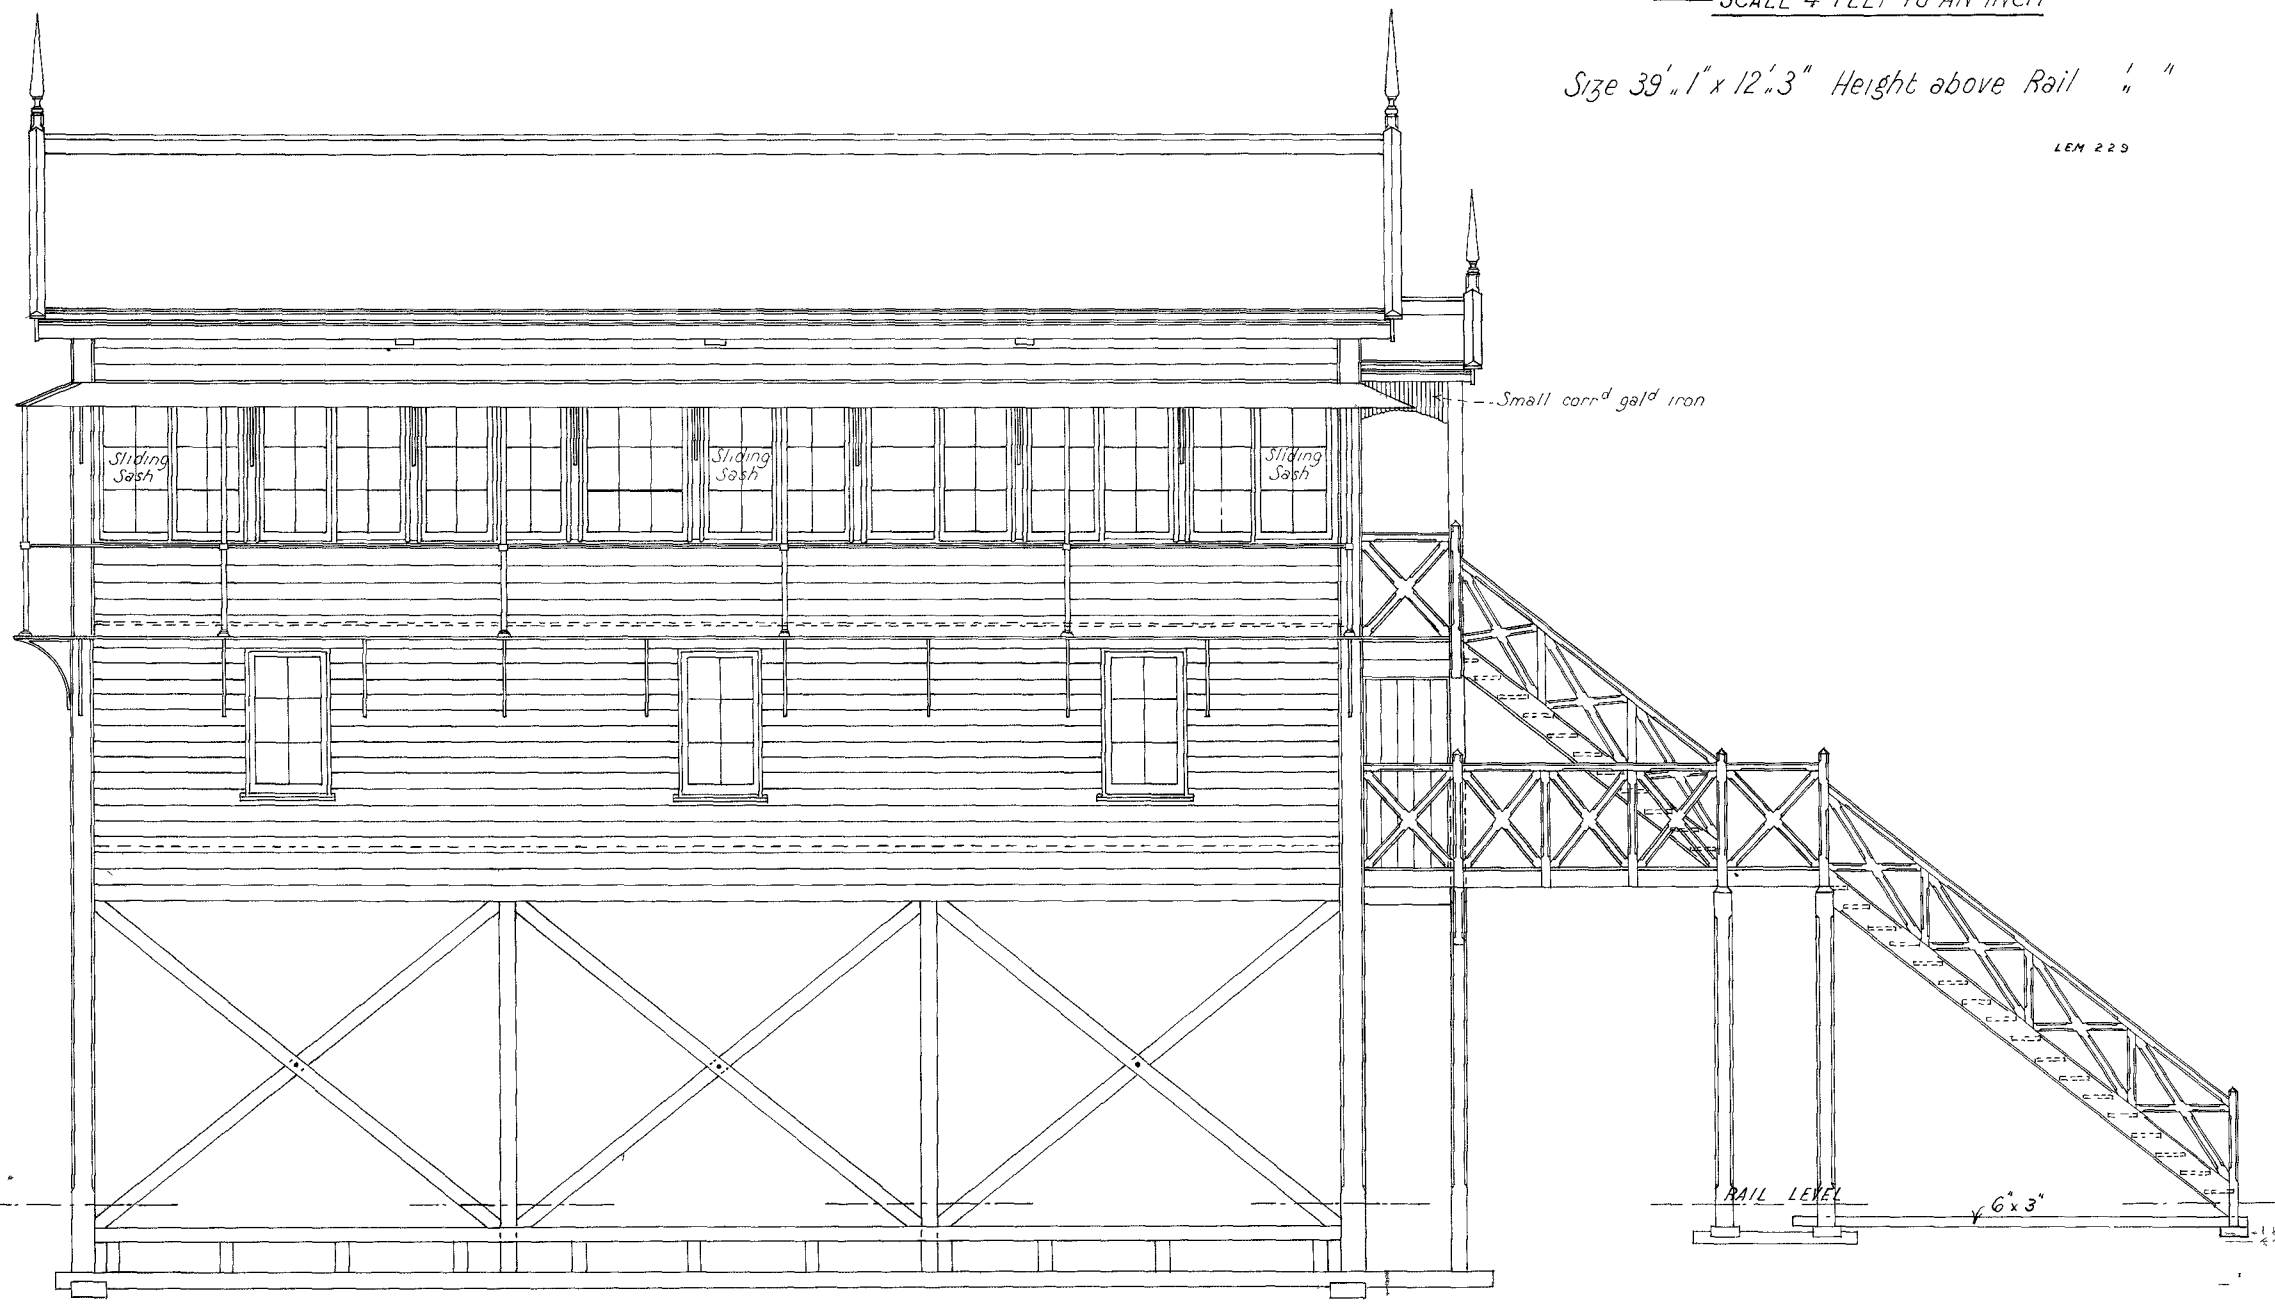 SCALE 4 FEET TO AN INCH
Size 39'„1" x 12'„3" Height above Rail ' „ "
LEM 229
Small corrᵈ galᵈ iron
Sliding
Sash
Sliding
Sash
Sliding
Sash
RAIL LEVEL
6" x 3"